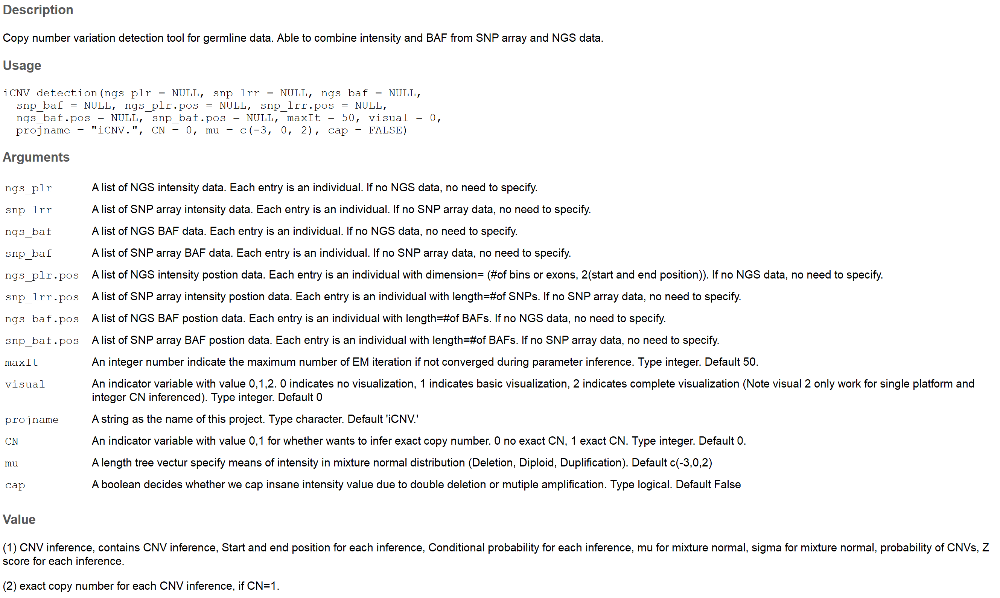 Description
Copy number variation detection tool for germline data. Able to combine intensity and BAF from SNP array and NGS data.
Usage
iCNV_detection(ngs_plr = NULL, snp_lrr = NULL, ngs_baf = NULL,
  snp_baf = NULL, ngs_plr.pos = NULL, snp_lrr.pos = NULL,
  ngs_baf.pos = NULL, snp_baf.pos = NULL, maxIt = 50, visual = 0,
  projname = "iCNV.", CN = 0, mu = c(-3, 0, 2), cap = FALSE)
Arguments
ngs_plr A list of NGS intensity data. Each entry is an individual. If no NGS data, no need to specify.
snp_lrr A list of SNP array intensity data. Each entry is an individual. If no SNP array data, no need to specify.
ngs_baf A list of NGS BAF data. Each entry is an individual. If no NGS data, no need to specify.
snp_baf A list of SNP array BAF data. Each entry is an individual. If no SNP array data, no need to specify.
ngs_plr.pos A list of NGS intensity postion data. Each entry is an individual with dimension= (#of bins or exons, 2(start and end position)). If no NGS data, no need to specify.
snp_lrr.pos A list of SNP array intensity postion data. Each entry is an individual with length=#of SNPs. If no SNP array data, no need to specify.
ngs_baf.pos A list of NGS BAF postion data. Each entry is an individual with length=#of BAFs. If no NGS data, no need to specify.
snp_baf.pos A list of SNP array BAF postion data. Each entry is an individual with length=#of BAFs. If no SNP array data, no need to specify.
maxIt An integer number indicate the maximum number of EM iteration if not converged during parameter inference. Type integer. Default 50.
visual An indicator variable with value 0,1,2. 0 indicates no visualization, 1 indicates basic visualization, 2 indicates complete visualization (Note visual 2 only work for single platform and
integer CN inferenced). Type integer. Default 0
projname A string as the name of this project. Type character. Default 'iCNV.'
CN An indicator variable with value 0,1 for whether wants to infer exact copy number. 0 no exact CN, 1 exact CN. Type integer. Default 0.
mu A length tree vectur specify means of intensity in mixture normal distribution (Deletion, Diploid, Duplification). Default c(-3,0,2)
cap A boolean decides whether we cap insane intensity value due to double deletion or mutiple amplification. Type logical. Default False
Value
(1) CNV inference, contains CNV inference, Start and end position for each inference, Conditional probability for each inference, mu for mixture normal, sigma for mixture normal, probability of CNVs, Z
score for each inference.
(2) exact copy number for each CNV inference, if CN=1.